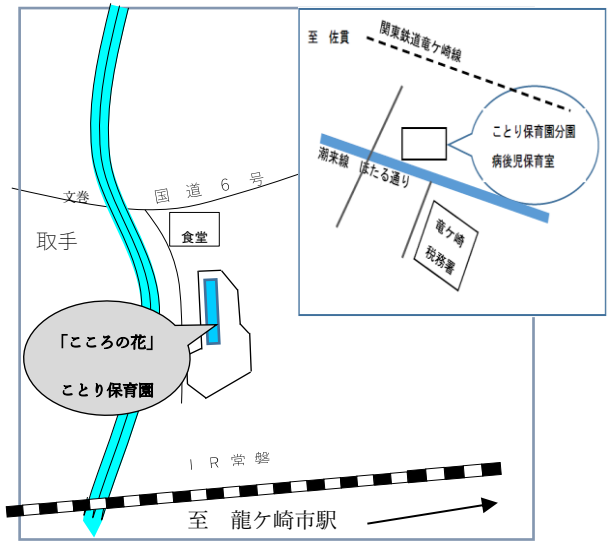 至 佐貫
関東鉄道竜ケ崎線
ことり保育園分園
病後児保育室
潮来線 ほたる通り
竜ケ崎
税務署
文巻
国道6号
取手
食堂
「こころの花」
ことり保育園
IR常磐
至 龍ケ崎市駅